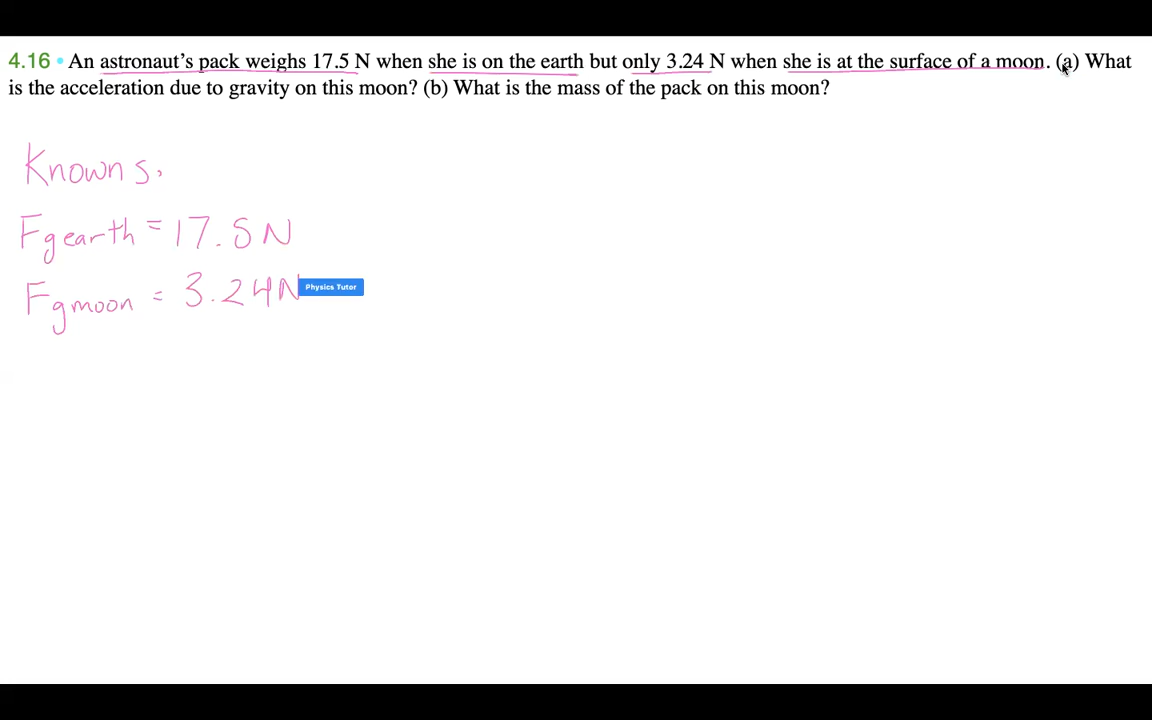 4.16 • An astronaut's pack weighs 17.5 N when she is on the earth but only 3.24 N when she is at the surface of a moon. (a) What
is the acceleration due to gravity on this moon? (b) What is the mass of the pack on this moon?
Knowns,
Fgearth = 17.5 N
Fgmoon = 3.24N
Physics Tutor